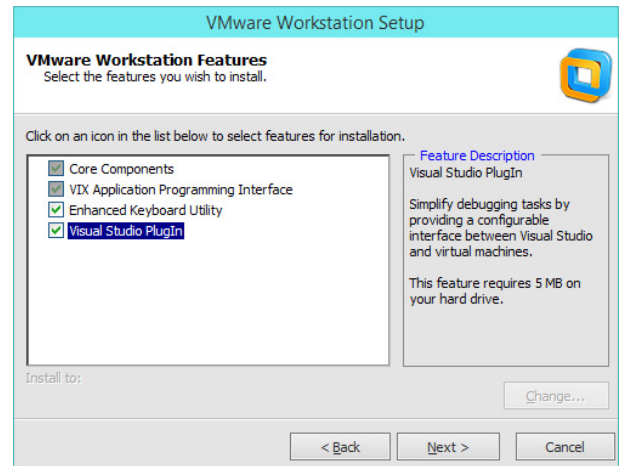 VMware Workstation Setup
VMware Workstation Features
Select the features you wish to install.
Click on an icon in the list below to select features for installation.
Core Components
VIX Application Programming Interface
Enhanced Keyboard Utility
Visual Studio PlugIn
Feature Description
Visual Studio PlugIn
Simplify debugging tasks by
providing a configurable
interface between Visual Studio
and virtual machines.
This feature requires 5 MB on
your hard drive.
Install to:
Change...
< Back
Next >
Cancel